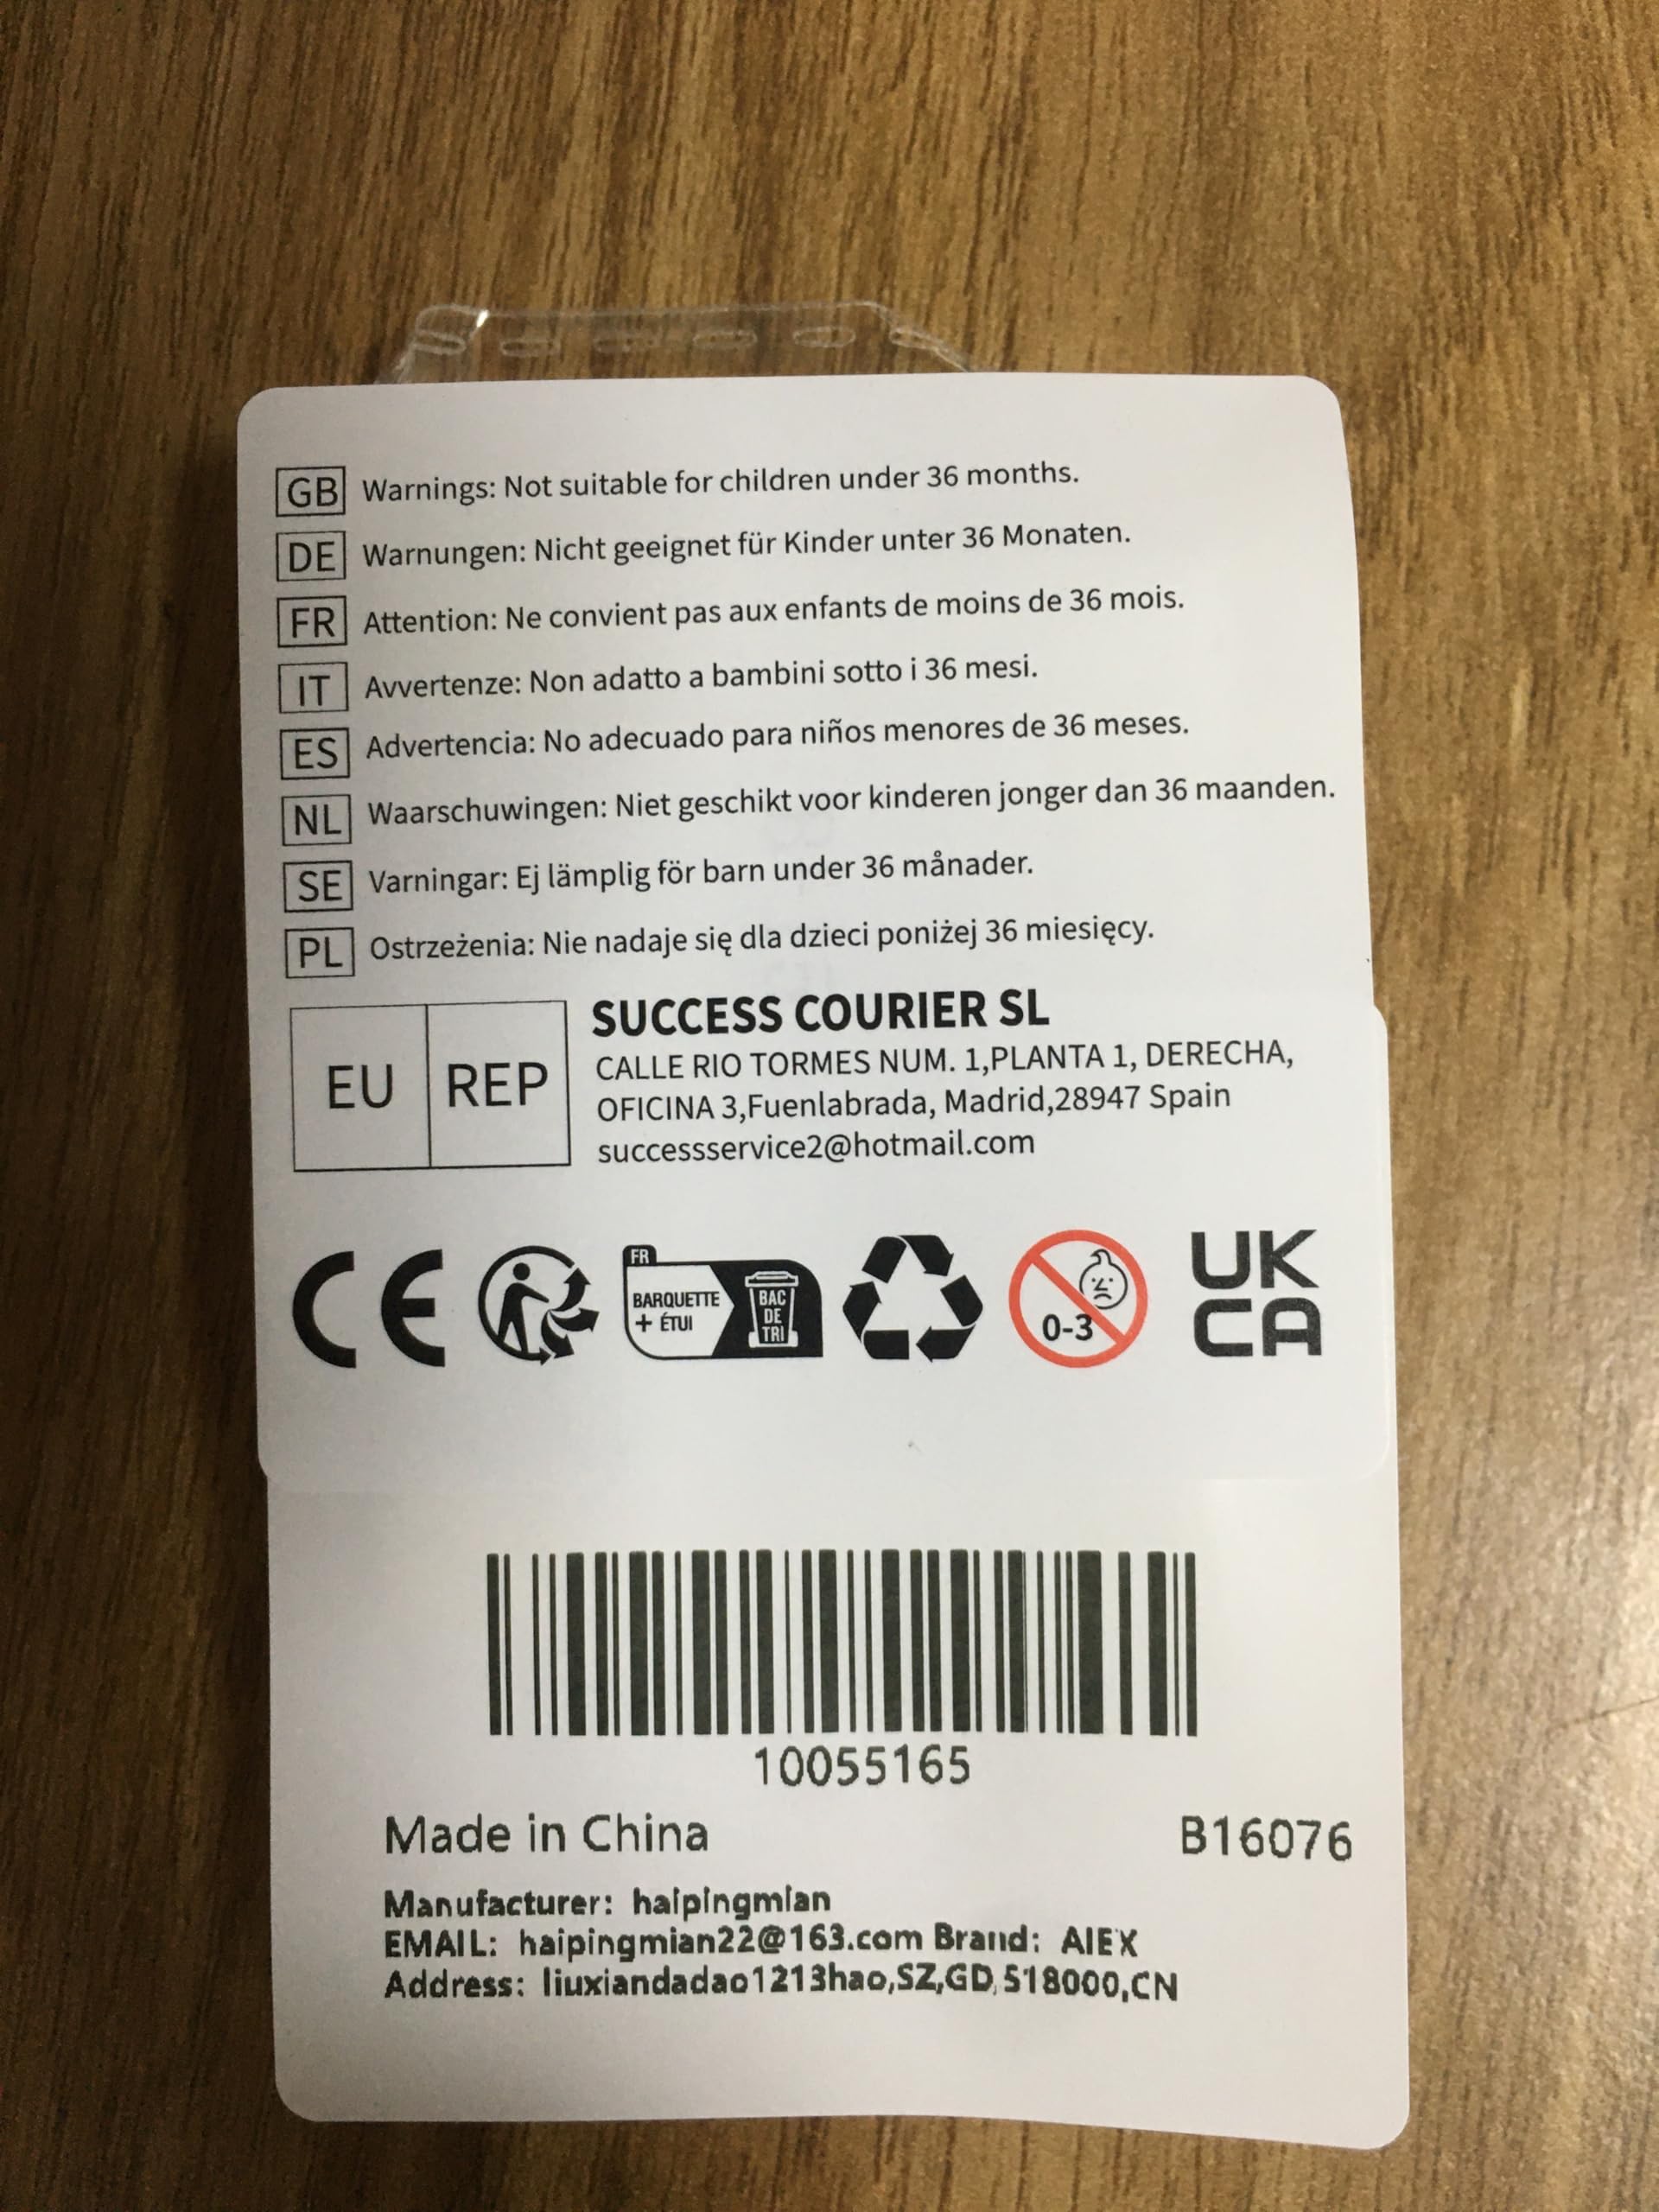 GB Warnings: Not suitable for children under 36 months.
DE Warnungen: Nicht geeignet für Kinder unter 36 Monaten.
FR Attention: Ne convient pas aux enfants de moins de 36 mois.
IT Avvertenze: Non adatto a bambini sotto i 36 mesi.
ES Advertencia: No adecuado para niños menores de 36 meses.
NL Waarschuwingen: Niet geschikt voor kinderen jonger dan 36 maanden.
SE Varningar: Ej lämplig för barn under 36 månader.
PL Ostrzeżenia: Nie nadaje się dla dzieci poniżej 36 miesięcy.
EU REP
SUCCESS COURIER SL
CALLE RIO TORMES NUM. 1,PLANTA 1, DERECHA,
OFICINA 3,Fuenlabrada, Madrid,28947 Spain
successservice2@hotmail.com
CE
FR
BARQUETTE
+ ÉTUI
BAC
DE
TRI
0-3
UK
CA
10055165
Made in China B16076
Manufacturer: haipingmian
EMAIL: haipingmian22@163.com Brand: AIEX
Address: liuxiandadao1213hao,SZ,GD,518000,CN